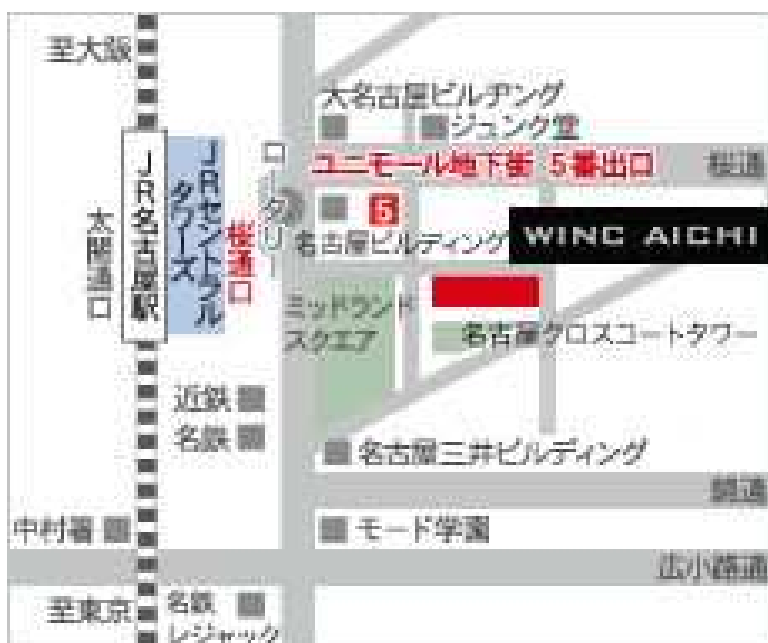 至大阪
大名古屋ビルヂング
ジュンク堂
ユニモール地下街 5番出口
桜通
ロータリー
JR名古屋駅
JRセントラル
タワーズ
桜通口
太閤通口
5
名古屋ビルディング
WINC AICHI
ミッドランド
スクエア
名古屋クロスコートタワー
近鉄
名鉄
名古屋三井ビルディング
錦通
中村署
モード学園
広小路通
至東京
名鉄
レジャック